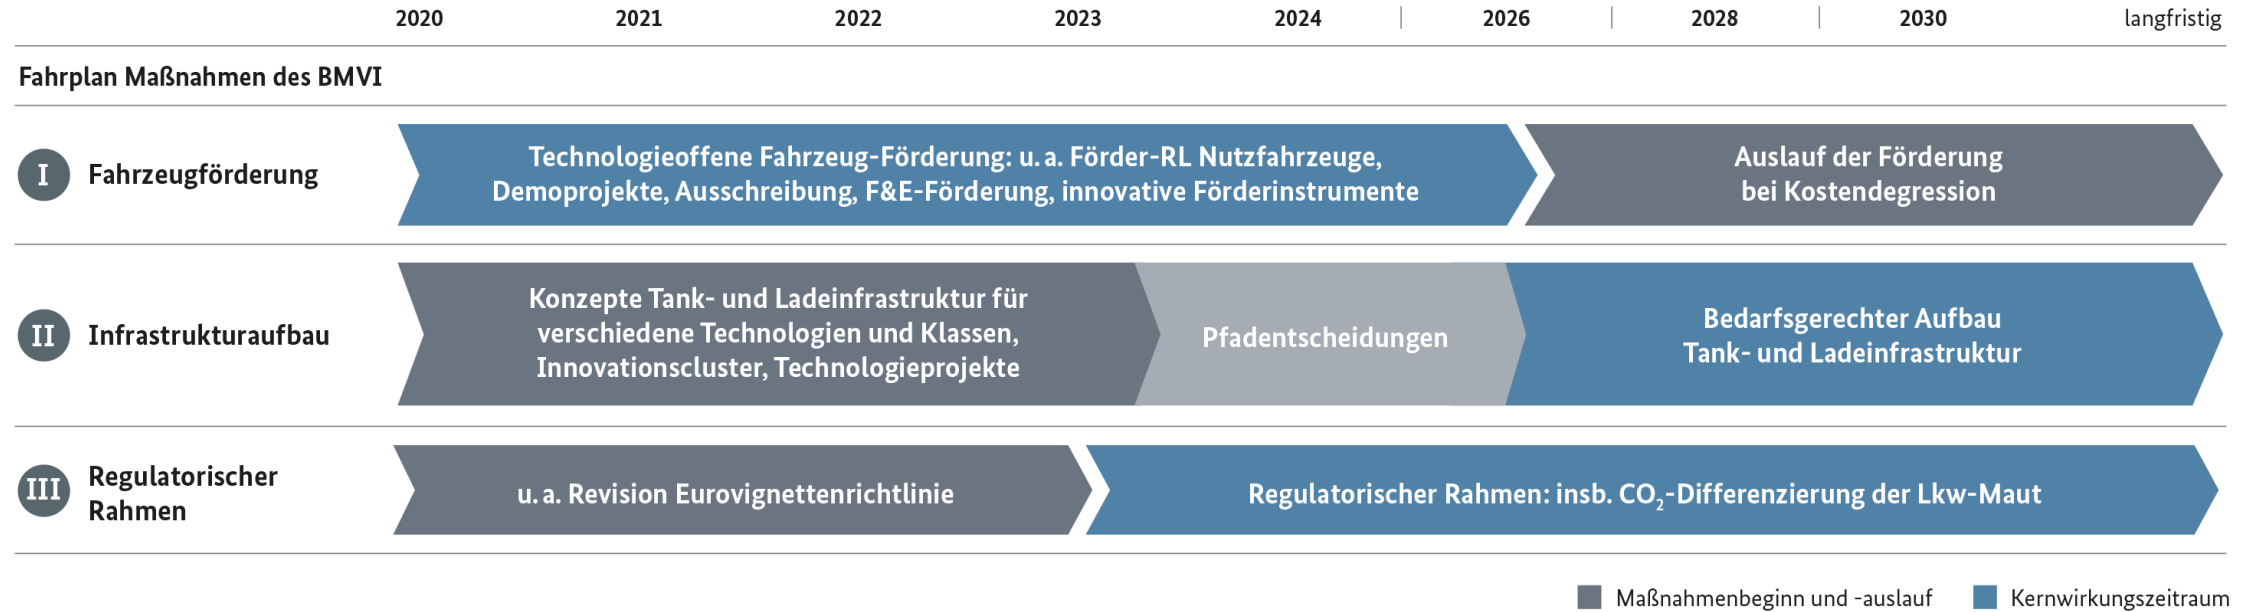 2020 2021 2022 2023 2024 2026 2028 2030 langfristig
Fahrplan Maßnahmen des BMVI
I Fahrzeugförderung
Technologieoffene Fahrzeug-Förderung: u. a. Förder-RL Nutzfahrzeuge,
Demoprojekte, Ausschreibung, F&E-Förderung, innovative Förderinstrumente
Auslauf der Förderung
bei Kostendegression
II Infrastrukturaufbau
Konzepte Tank- und Ladeinfrastruktur für
verschiedene Technologien und Klassen,
Innovationscluster, Technologieprojekte
Pfadentscheidungen
Bedarfsgerechter Aufbau
Tank- und Ladeinfrastruktur
III Regulatorischer
Rahmen
u. a. Revision Eurovignettenrichtlinie
Regulatorischer Rahmen: insb. CO₂-Differenzierung der Lkw-Maut
Maßnahmenbeginn und -auslauf
Kernwirkungszeitraum